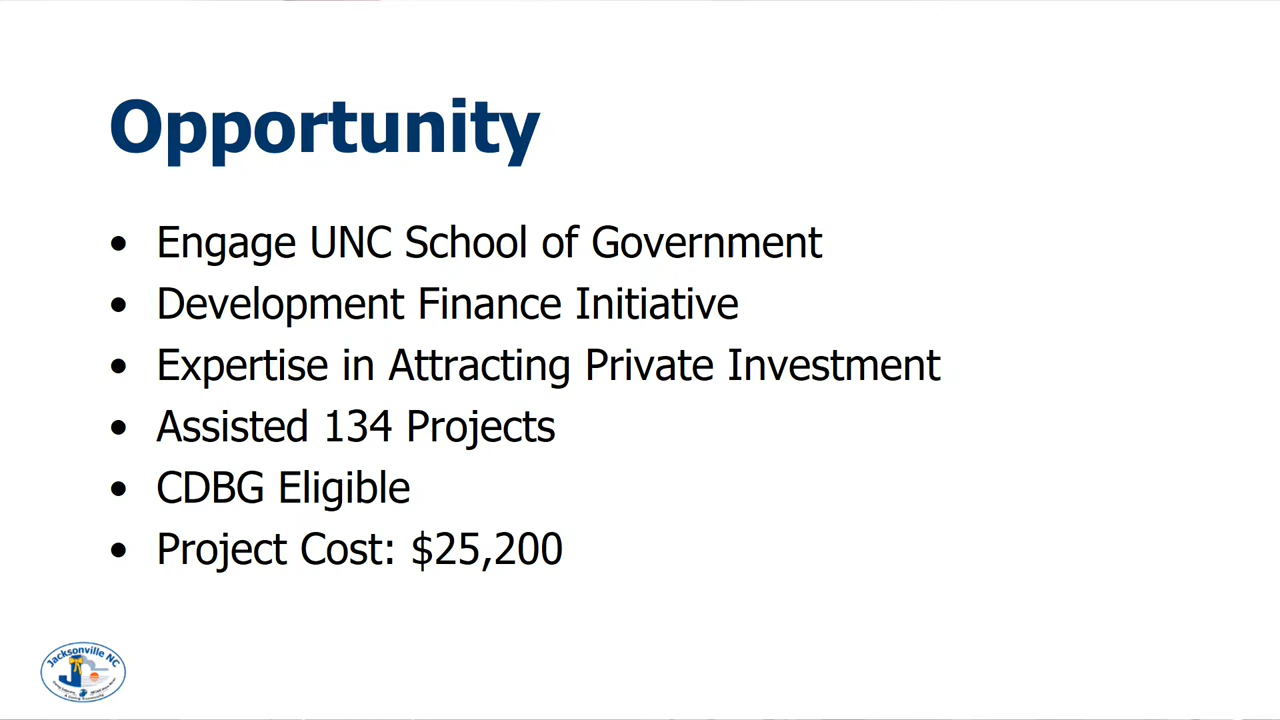 Opportunity
• Engage UNC School of Government
• Development Finance Initiative
• Expertise in Attracting Private Investment
• Assisted 134 Projects
• CDBG Eligible
• Project Cost: $25,200
Jacksonville NC